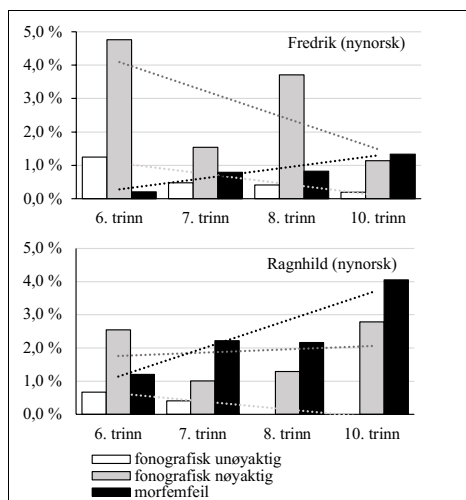 5,0 %
Fredrik (nynorsk)
4,0 %
3,0 %
2,0 %
1,0 %
0,0 %
6. trinn 7. trinn 8. trinn 10. trinn
5,0 %
Ragnhild (nynorsk)
4,0 %
3,0 %
2,0 %
1,0 %
0,0 %
6. trinn 7. trinn 8. trinn 10. trinn
fonografisk unøyaktig
fonografisk nøyaktig
morfemfeil